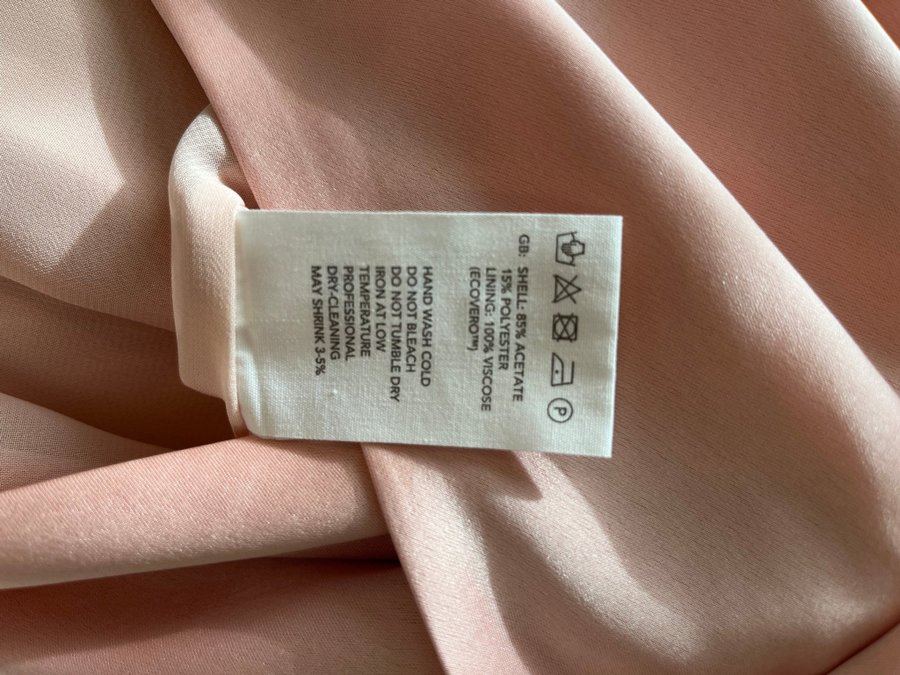 P
GB: SHELL: 85% ACETATE
15% POLYESTER
LINING: 100% VISCOSE
(ECOVERO™)
HAND WASH COLD
DO NOT BLEACH
DO NOT TUMBLE DRY
IRON AT LOW
TEMPERATURE
PROFESSIONAL
DRY-CLEANING
MAY SHRINK 3-5%